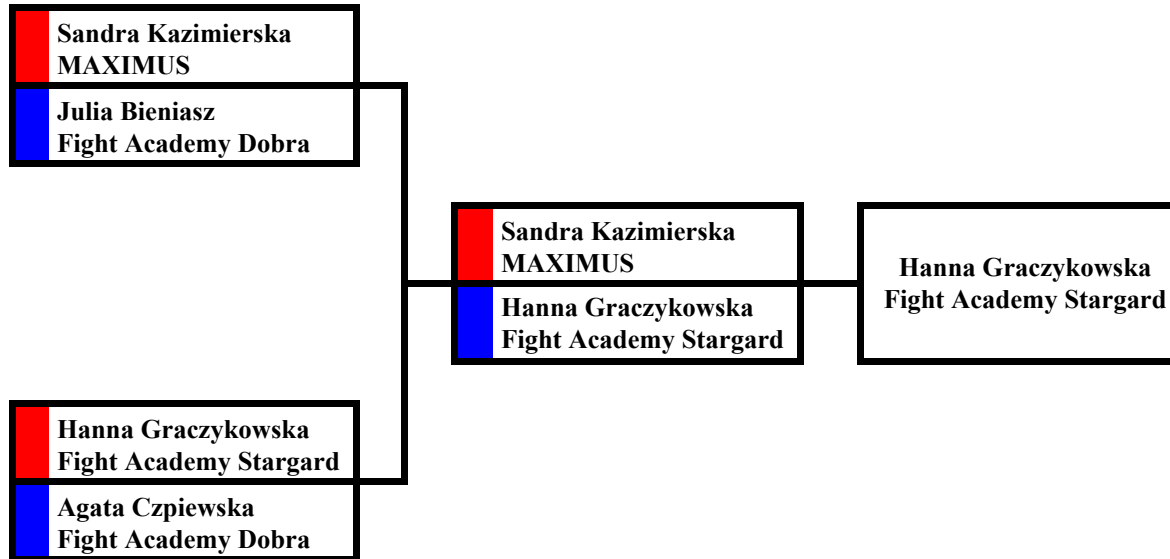 Sandra Kazimierska
MAXIMUS
Julia Bieniasz
Fight Academy Dobra
Sandra Kazimierska
MAXIMUS
Hanna Graczykowska
Fight Academy Stargard
Hanna Graczykowska
Fight Academy Stargard
Hanna Graczykowska
Fight Academy Stargard
Agata Czpiewska
Fight Academy Dobra